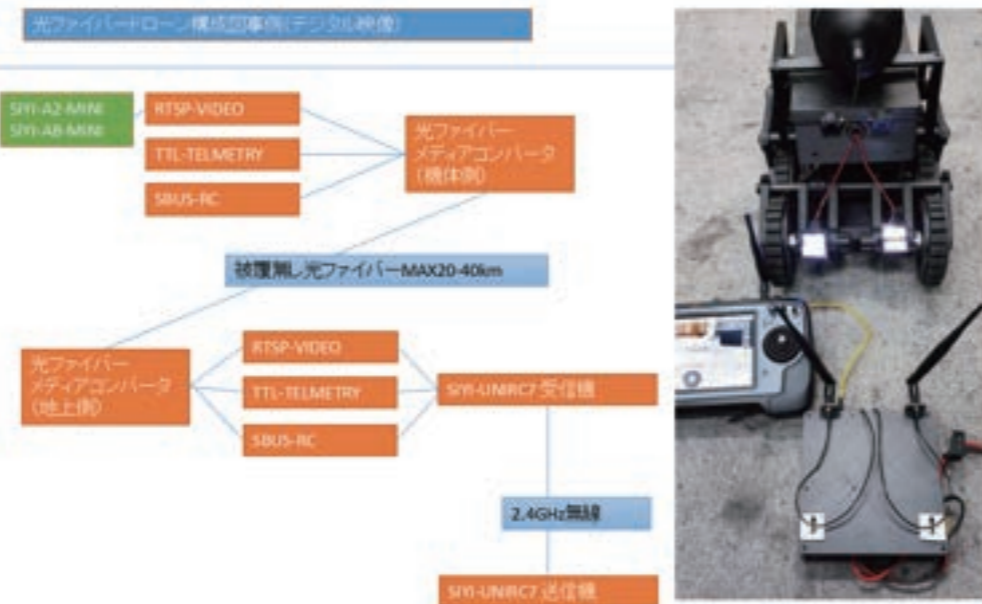 光ファイバードローン構成図事例(デジタル映像)
SIYI-A2-MINI
SIYI-A8-MINI
RTSP-VIDEO
TTL-TELMETRY
SBUS-RC
光ファイバー
メディアコンバータ
(機体側)
被覆無し光ファイバーMAX20-40km
光ファイバー
メディアコンバータ
(地上側)
RTSP-VIDEO
TTL-TELMETRY
SBUS-RC
SIYI-UNIRC7 受信機
2.4GHz無線
SIYI-UNIRC7 送信機